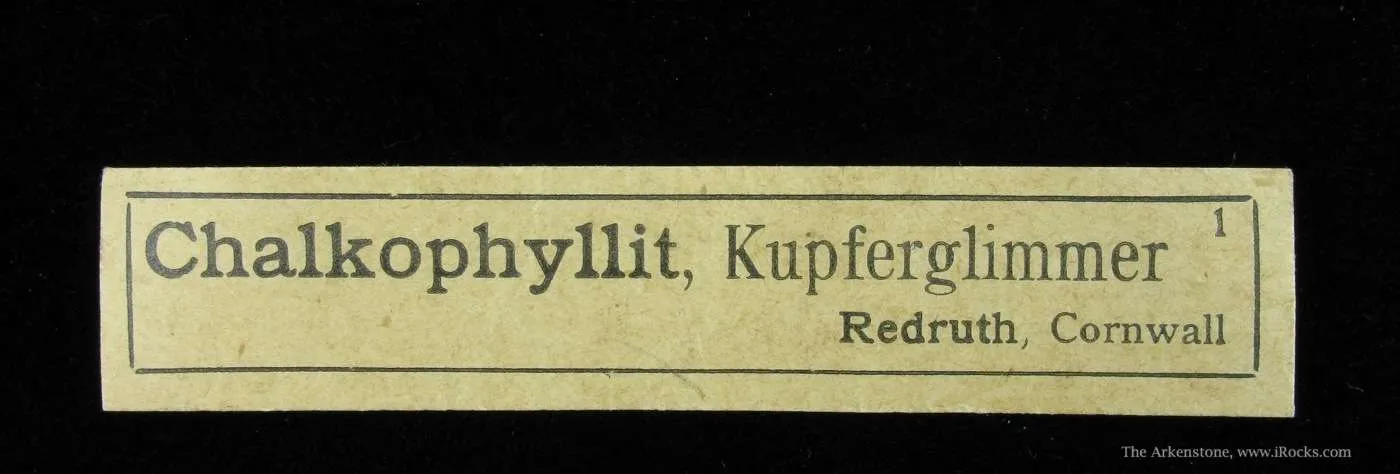 Chalkophyllit, Kupferglimmer 1
Redruth, Cornwall
The Arkenstone, www.iRocks.com